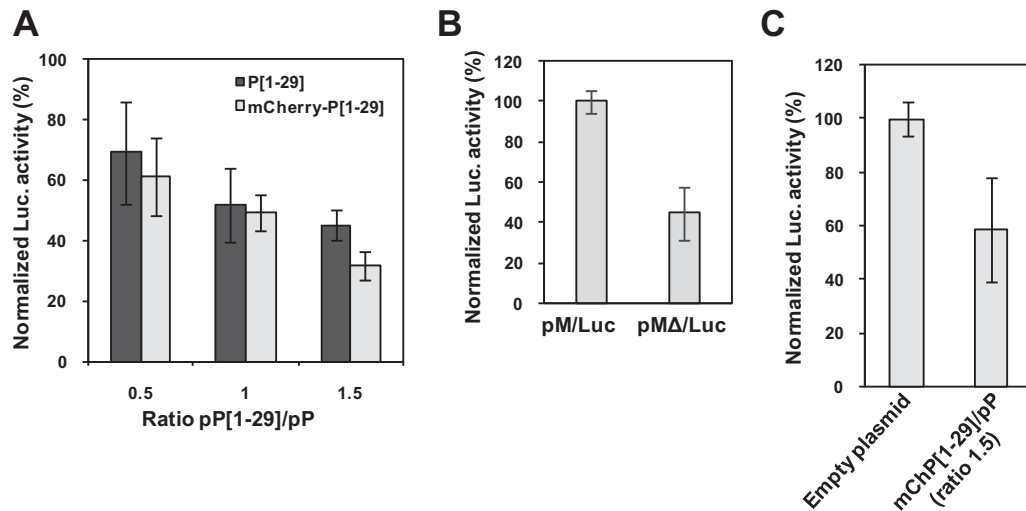 A
Normalized Luc. activity (%)
100
80
60
40
20
0
P[1-29]
mCherry-P[1-29]
0.5
1
1.5
Ratio pP[1-29]/pP
B
Normalized Luc. activity (%)
120
100
80
60
40
20
0
pM/Luc
pMΔ/Luc
C
Normalized Luc. activity (%)
120
100
80
60
40
20
0
Empty plasmid
mChP[1-29]/pP
(ratio 1.5)